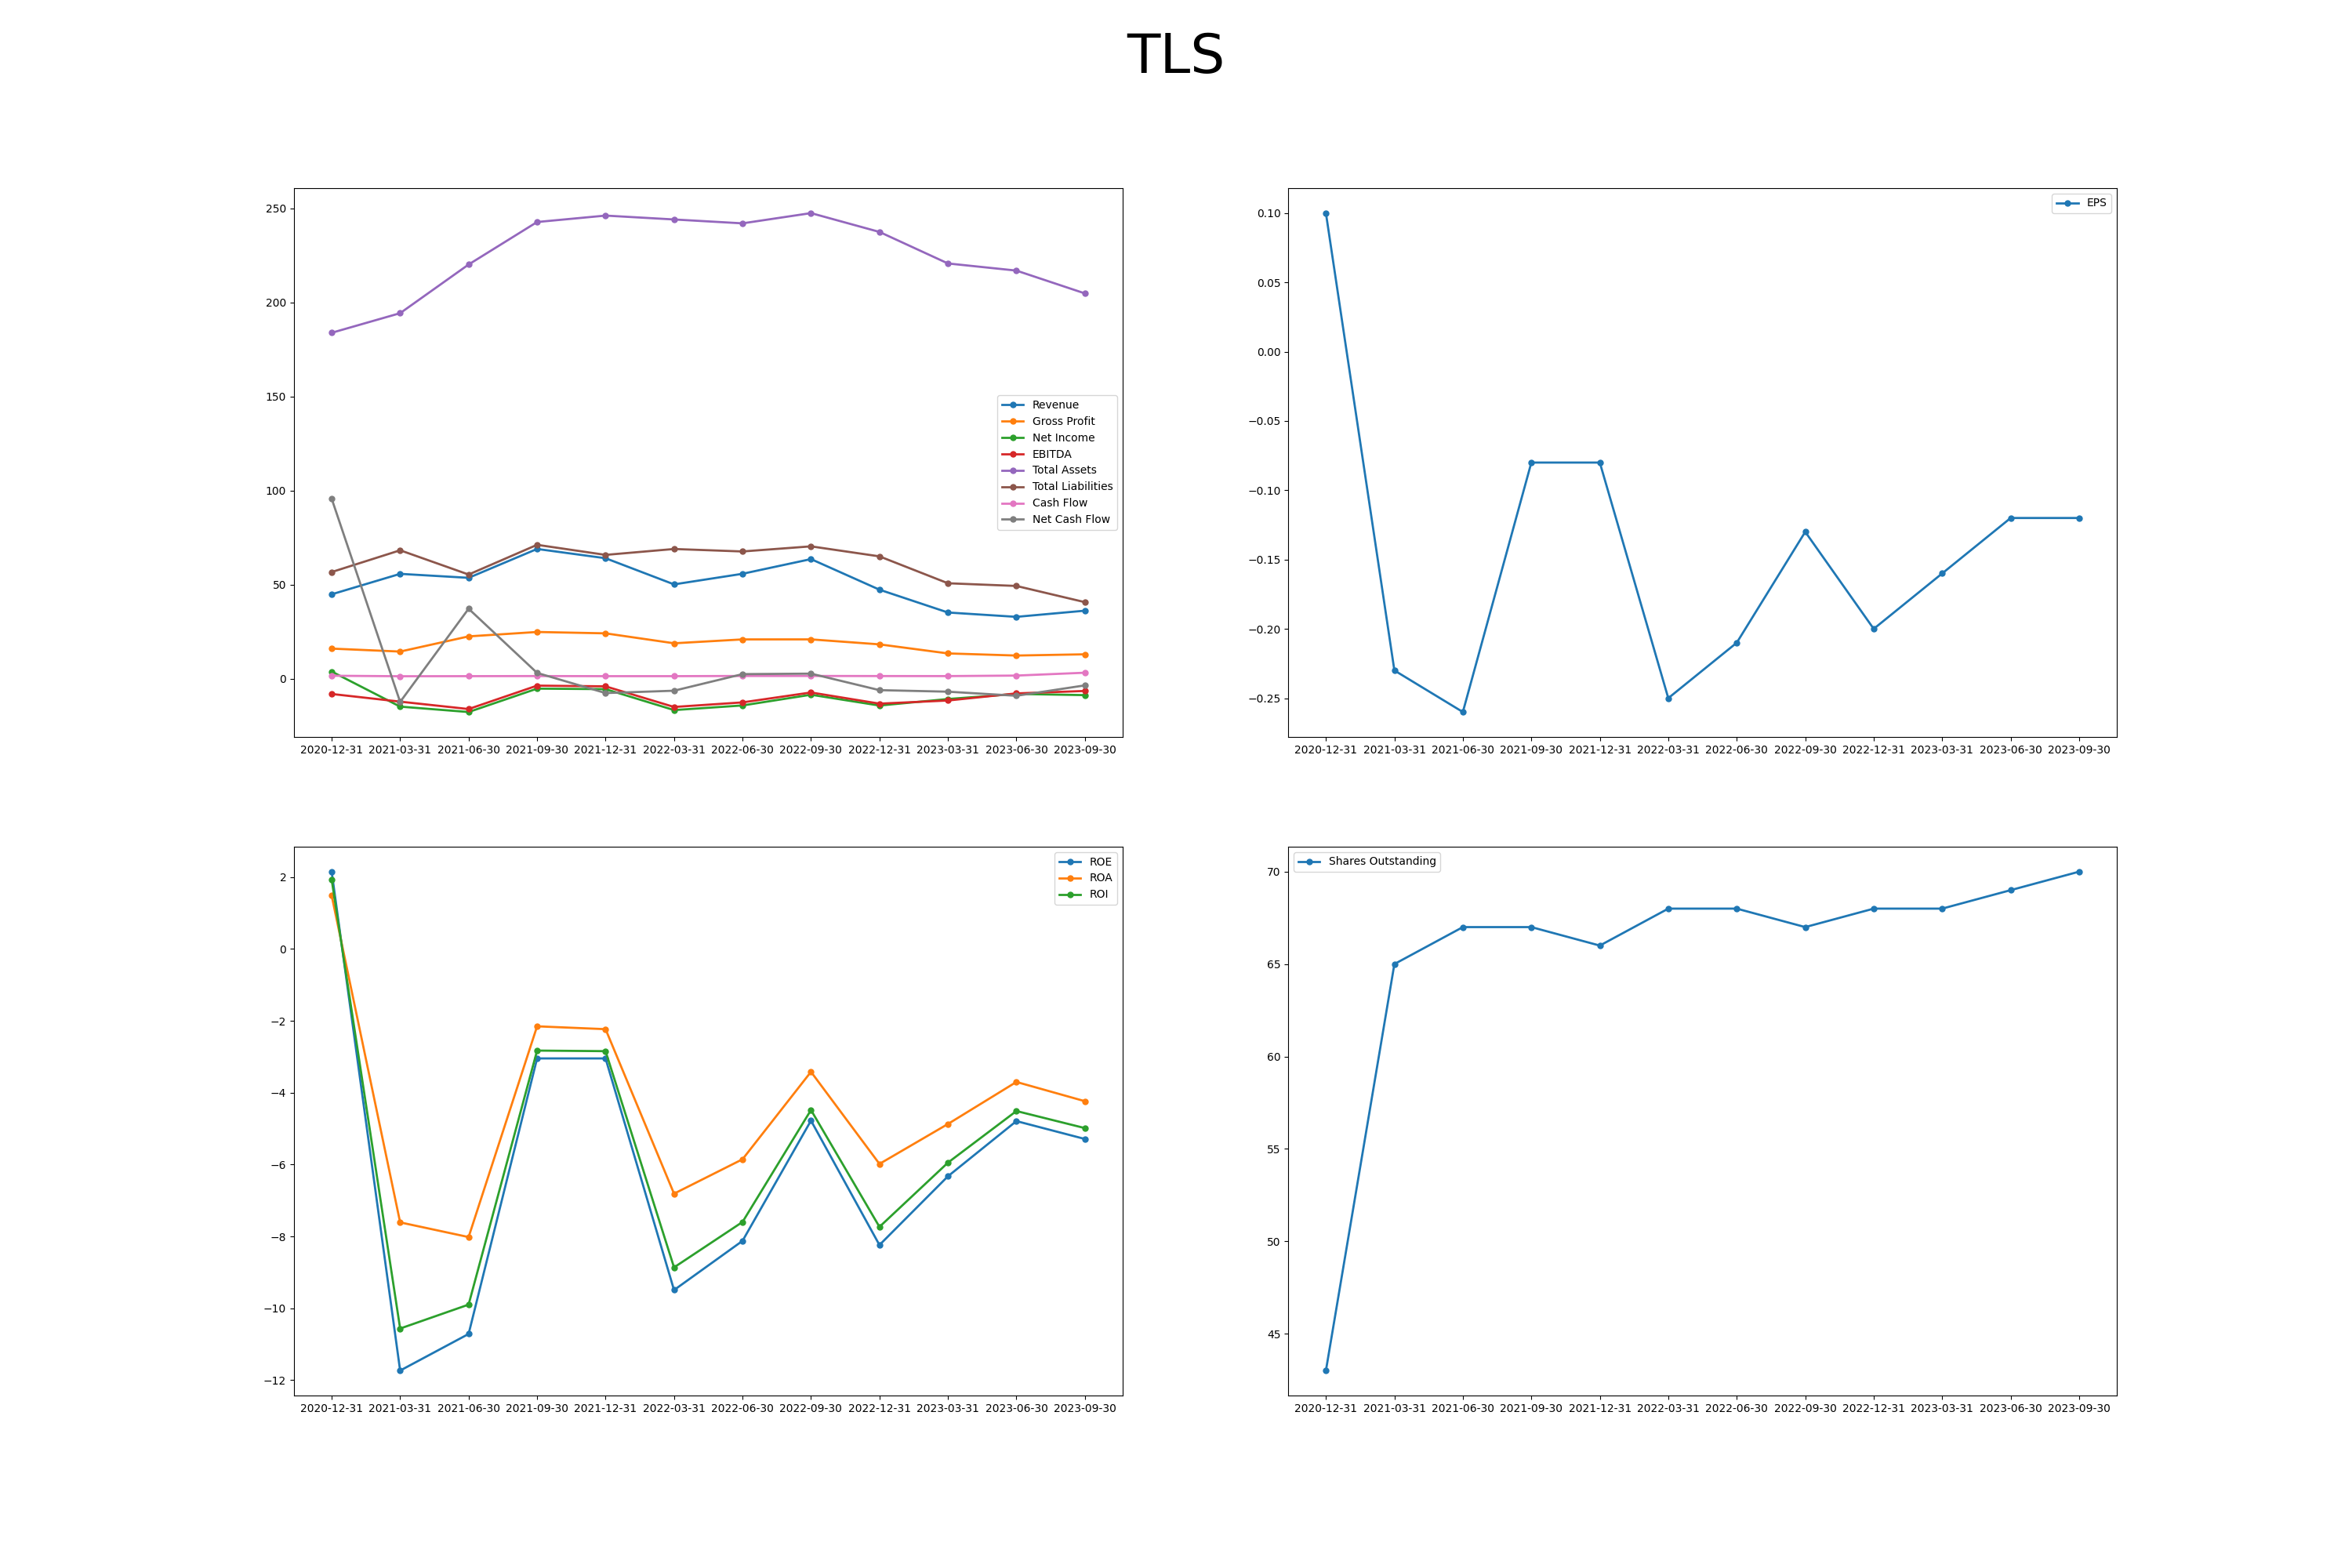 TLS
250
200
150
100
50
0
Revenue
Gross Profit
Net Income
EBITDA
Total Assets
Total Liabilities
Cash Flow
Net Cash Flow
2020-12-31 2021-03-31 2021-06-30 2021-09-30 2021-12-31 2022-03-31 2022-06-30 2022-09-30 2022-12-31 2023-03-31 2023-06-30 2023-09-30
0.10
0.05
0.00
−0.05
−0.10
−0.15
−0.20
−0.25
EPS
2020-12-31 2021-03-31 2021-06-30 2021-09-30 2021-12-31 2022-03-31 2022-06-30 2022-09-30 2022-12-31 2023-03-31 2023-06-30 2023-09-30
2
0
−2
−4
−6
−8
−10
−12
ROE
ROA
ROI
2020-12-31 2021-03-31 2021-06-30 2021-09-30 2021-12-31 2022-03-31 2022-06-30 2022-09-30 2022-12-31 2023-03-31 2023-06-30 2023-09-30
Shares Outstanding
70
65
60
55
50
45
2020-12-31 2021-03-31 2021-06-30 2021-09-30 2021-12-31 2022-03-31 2022-06-30 2022-09-30 2022-12-31 2023-03-31 2023-06-30 2023-09-30